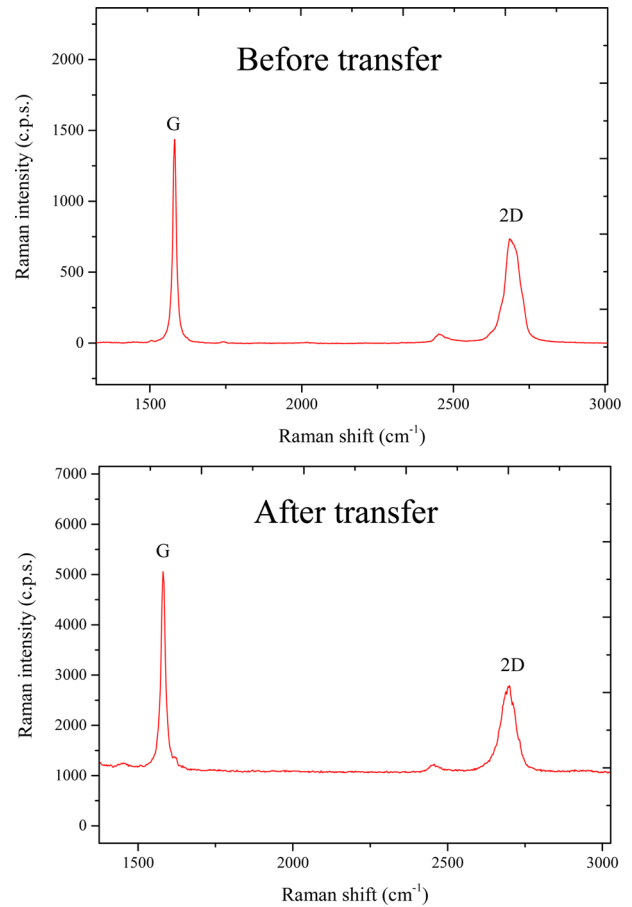 Before transfer
2000
1500
1000
500
0
Raman intensity (c.p.s.)
G
2D
1500 2000 2500 3000
Raman shift (cm⁻¹)
After transfer
7000
6000
5000
4000
3000
2000
1000
0
Raman intensity (c.p.s.)
G
2D
1500 2000 2500 3000
Raman shift (cm⁻¹)